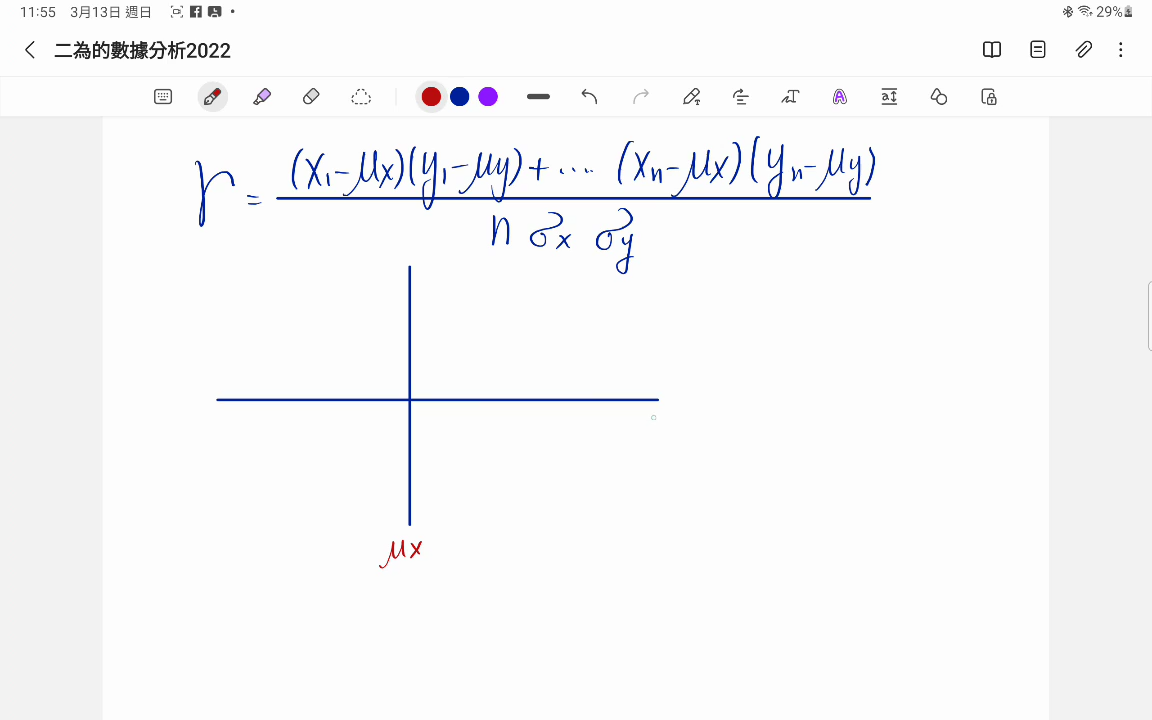 11:55 3月13日 週日 29%
二為的數據分析2022
r = (x₁-μx)(y₁-μy)+... (xₙ-μx)(yₙ-μy)
n σx σy
μx